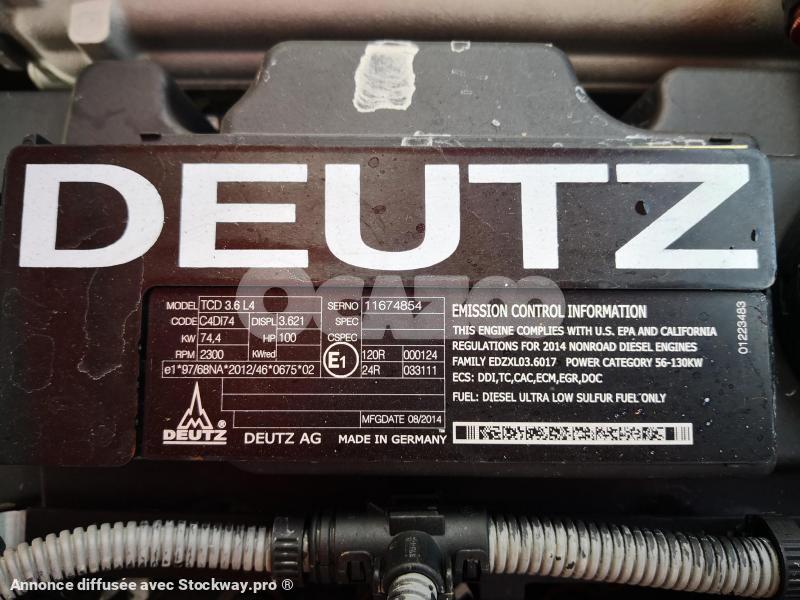 DEUTZ
OCAZOO
MODEL TCD 3.6 L4 SERNO 11674854
CODE C4DI74 DISPL 3.621 SPEC
KW 74,4 HP 100 CSPEC
RPM 2300 KWred E1 120R 000124
e1*97/68NA*2012/46*0675*02 24R 033111
MFGDATE 08/2014
DEUTZ ® DEUTZ AG MADE IN GERMANY
EMISSION CONTROL INFORMATION
THIS ENGINE COMPLIES WITH U.S. EPA AND CALIFORNIA
REGULATIONS FOR 2014 NONROAD DIESEL ENGINES
FAMILY EDZXL03.6017 POWER CATEGORY 56-130KW
ECS: DDI,TC,CAC,ECM,EGR,DOC
FUEL: DIESEL ULTRA LOW SULFUR FUEL ONLY
01223483
Annonce diffusée avec Stockway.pro ®